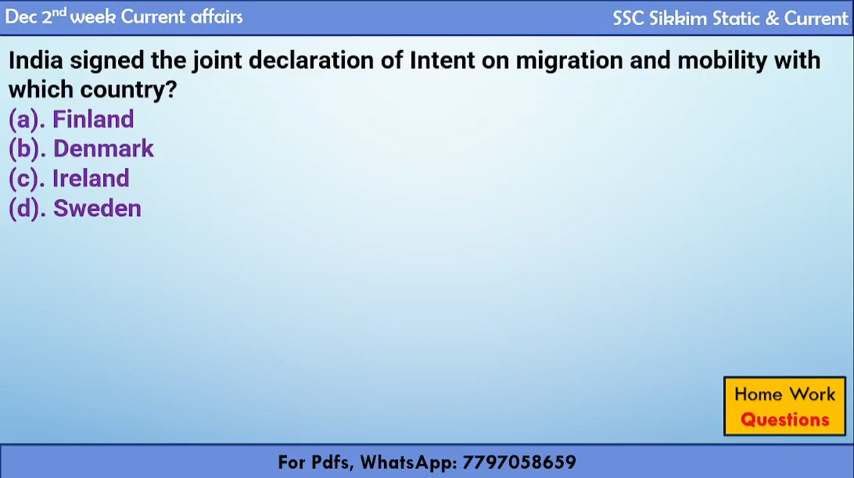 Dec 2nd week Current affairs
SSC Sikkim Static & Current
India signed the joint declaration of Intent on migration and mobility with
which country?
(a). Finland
(b). Denmark
(c). Ireland
(d). Sweden
Home Work
Questions
For Pdfs, WhatsApp: 7797058659